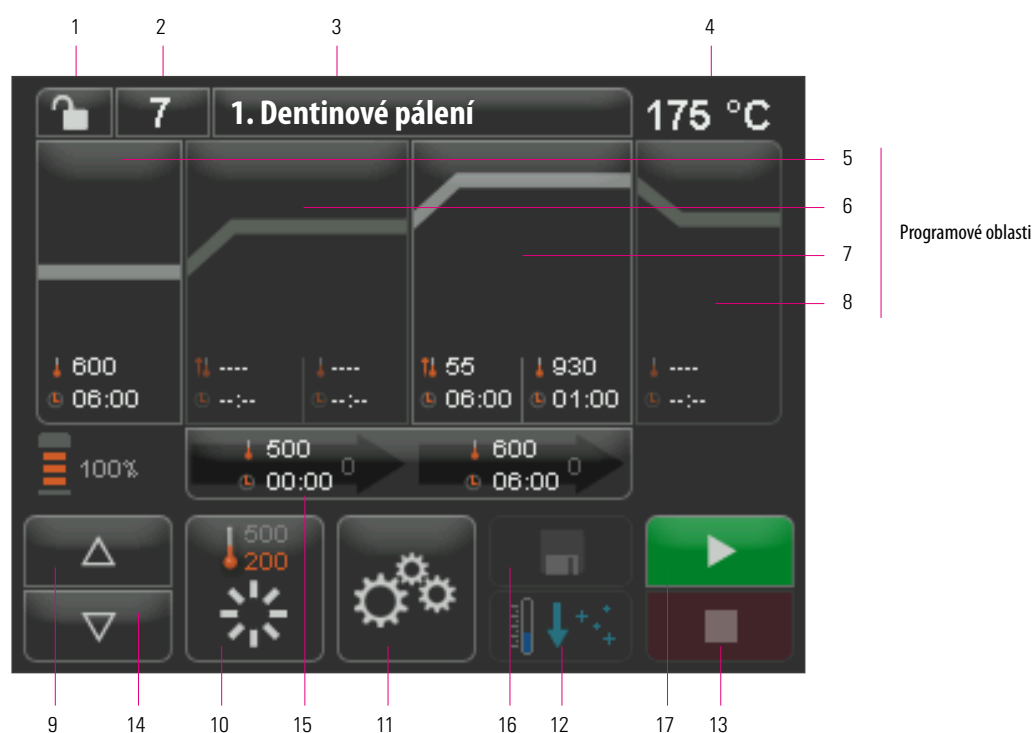 1 2 3 4
7 1. Dentinové pálení 175 °C
5
6
Programové oblasti
7
8
600 ---- ---- 55 930 ----
06:00 --:-- --:-- 06:00 01:00 --:--
100%
500 0 600 0
00:00 06:00
500
200
9 14 10 15 11 16 12 17 13